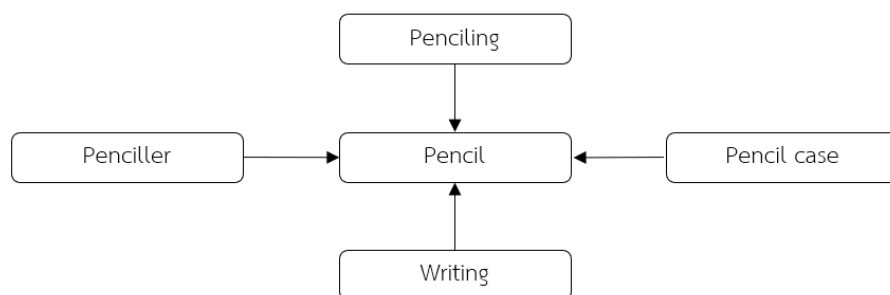 Penciling
Penciller
Pencil
Pencil case
Writing